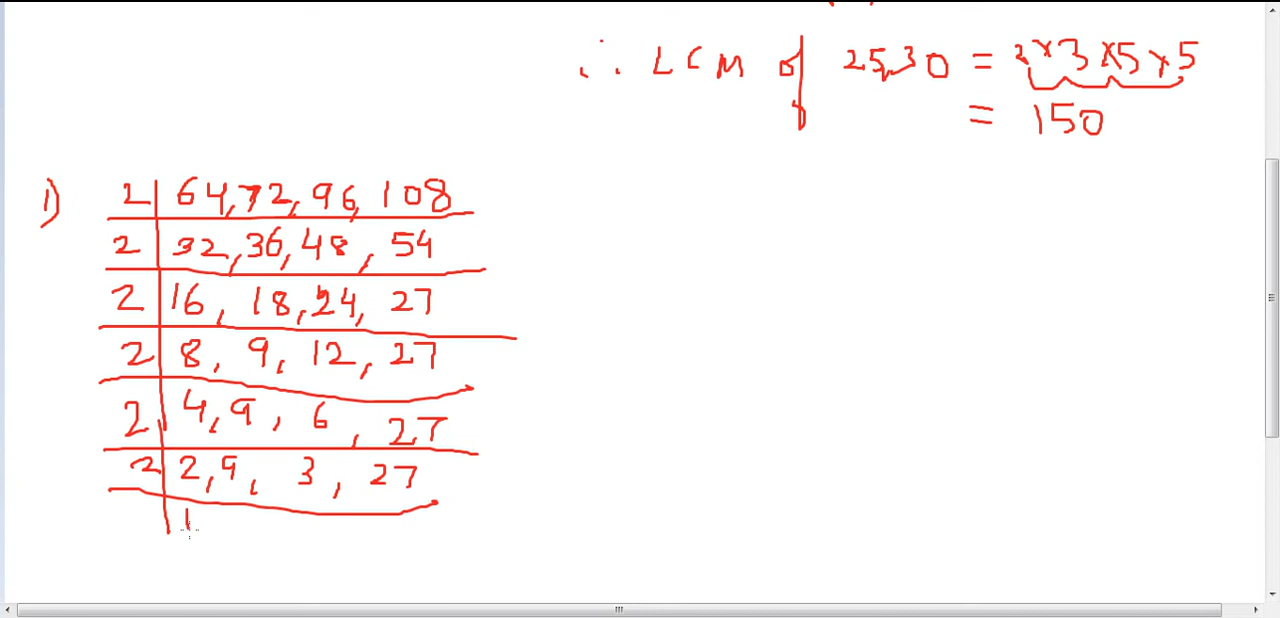 ∴ LCM of 25,30 = 2×3×5×5
= 150
1) 2 | 64,72,96,108
2 | 32,36,48,54
2 | 16,18,24,27
2 | 8,9,12,27
2 | 4,9,6,27
2 | 2,9,3,27
| 1